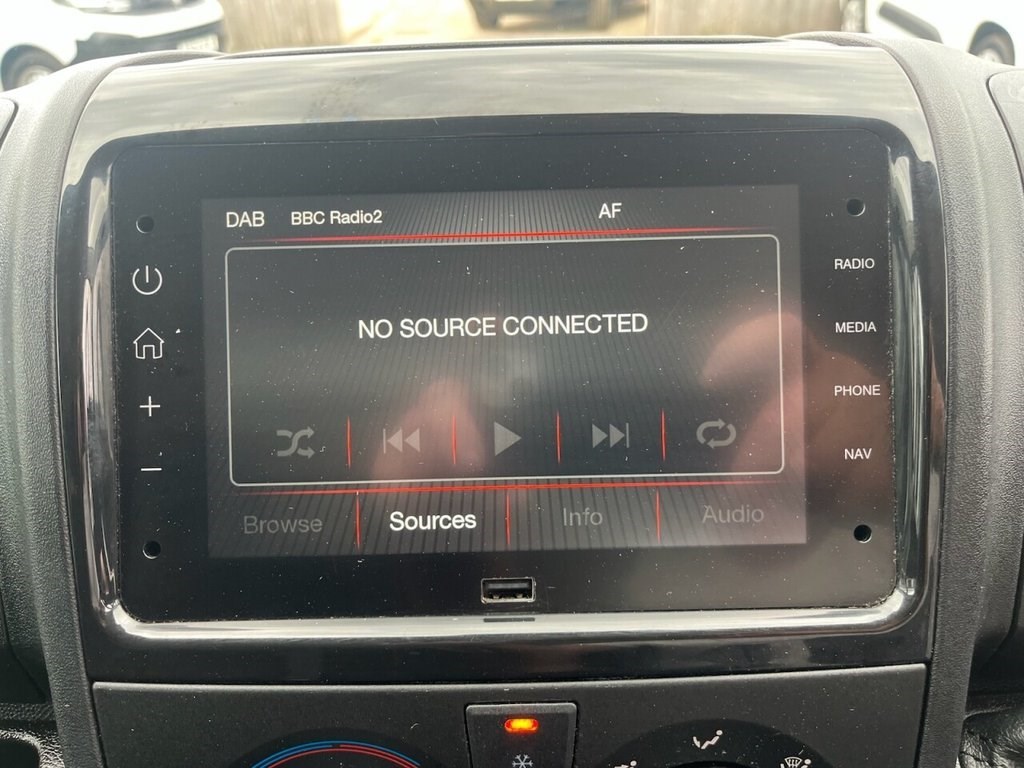 DAB BBC Radio2 AF
RADIO
NO SOURCE CONNECTED
MEDIA
PHONE
NAV
Browse Sources Info Audio